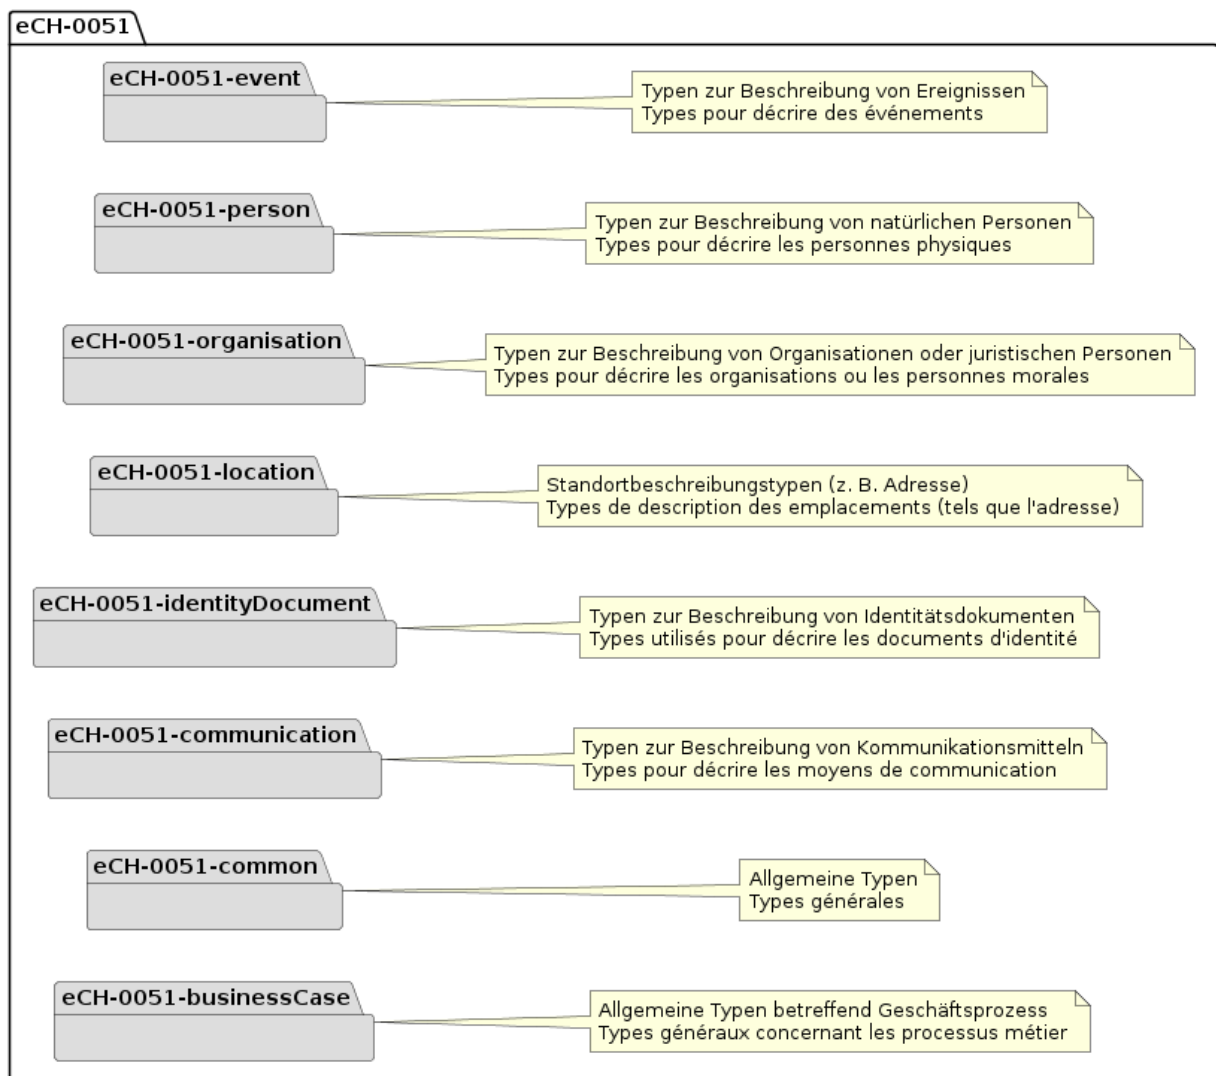 eCH-0051
eCH-0051-event
Typen zur Beschreibung von Ereignissen
Types pour décrire des événements
eCH-0051-person
Typen zur Beschreibung von natürlichen Personen
Types pour décrire les personnes physiques
eCH-0051-organisation
Typen zur Beschreibung von Organisationen oder juristischen Personen
Types pour décrire les organisations ou les personnes morales
eCH-0051-location
Standortbeschreibungstypen (z. B. Adresse)
Types de description des emplacements (tels que l'adresse)
eCH-0051-identityDocument
Typen zur Beschreibung von Identitätsdokumenten
Types utilisés pour décrire les documents d'identité
eCH-0051-communication
Typen zur Beschreibung von Kommunikationsmitteln
Types pour décrire les moyens de communication
eCH-0051-common
Allgemeine Typen
Types générales
eCH-0051-businessCase
Allgemeine Typen betreffend Geschäftsprozess
Types généraux concernant les processus métier